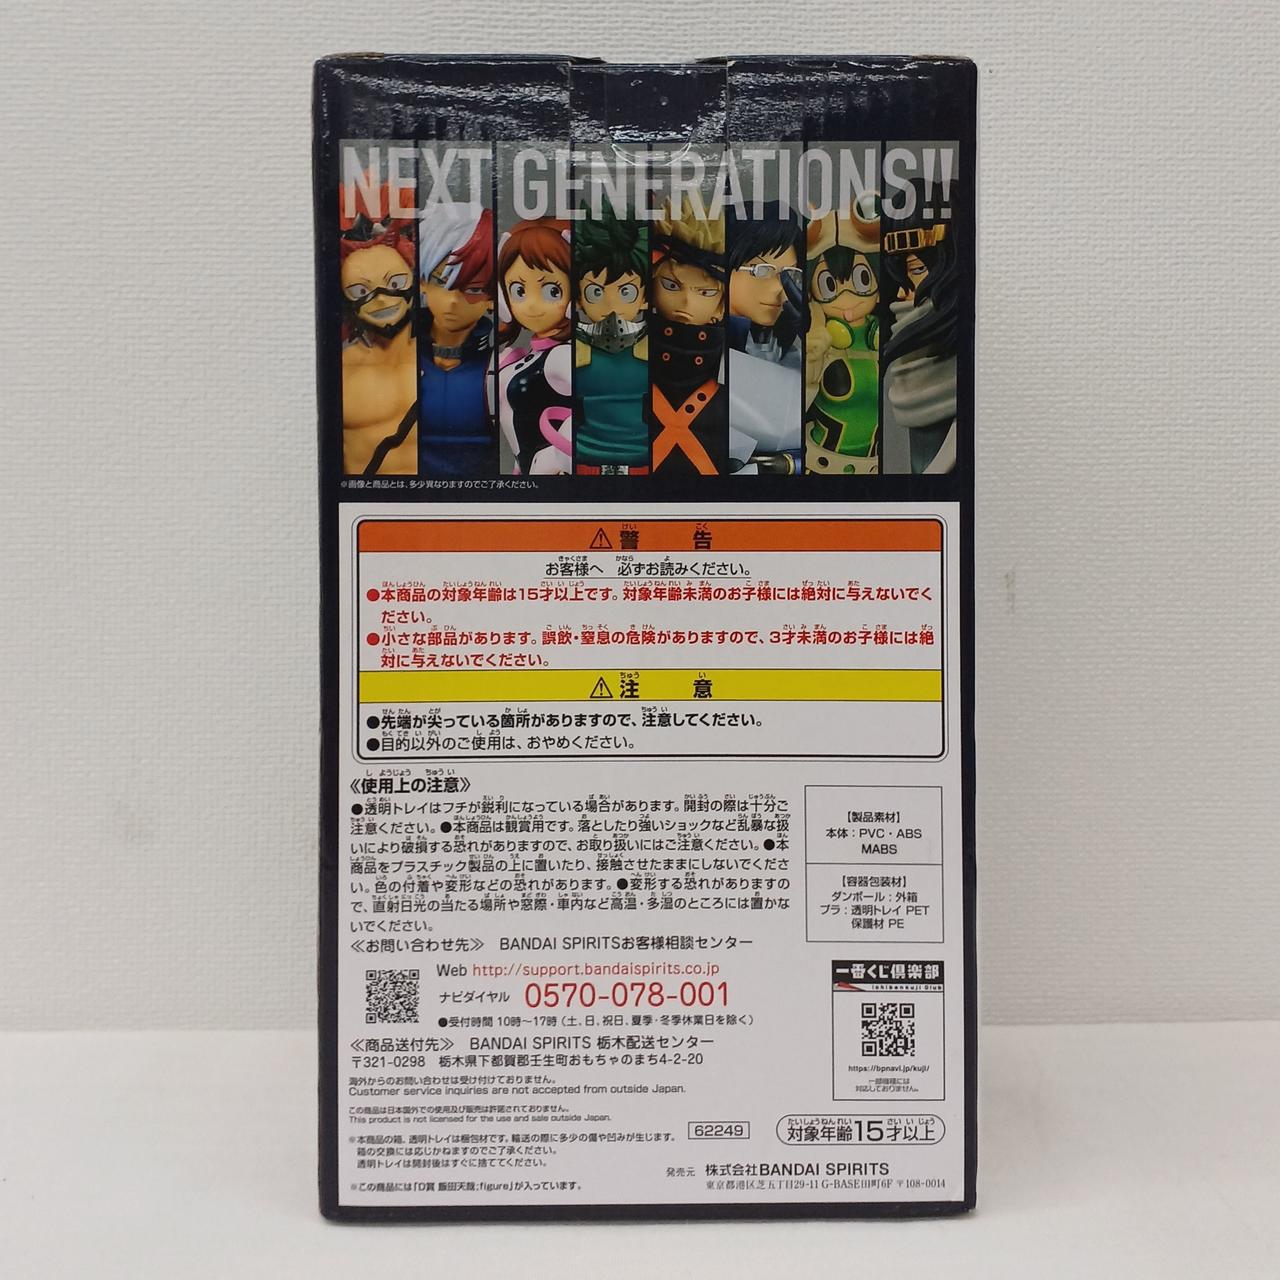 NEXT GENERATIONS!!
※画像と商品とは、多少異なりますのでご了承ください。
⚠警告
お客様へ 必ずお読みください。
●本商品の対象年齢は15才以上です。対象年齢未満のお子様には絶対に与えないでく
ださい。
●小さな部品があります。誤飲・窒息の危険がありますので、3才未満のお子様には絶
対に与えないでください。
⚠注意
●先端が尖っている箇所がありますので、注意してください。
●目的以外のご使用は、おやめください。
《使用上の注意》
●透明トレイはフチが鋭利になっている場合があります。開封の際は十分ご
注意ください。●本商品は観賞用です。落としたり強いショックなど乱暴な扱
いにより破損する恐れがありますので、お取り扱いにはご注意ください。●本
商品をプラスチック製品の上に置いたり、接触させたままにしないでくださ
い。色の付着や変形などの恐れがあります。●変形する恐れがありますの
で、直射日光の当たる場所や窓際・車内など高温・多湿のところには置かな
いでください。
【製品素材】
本体：PVC・ABS
MABS
【容器包装材】
ダンボール：外箱
プラ：透明トレイ PET
保護材 PE
≪お問い合わせ先≫ BANDAI SPIRITSお客様相談センター
Web http://support.bandaispirits.co.jp
ナビダイヤル 0570-078-001
●受付時間 10時～17時（土、日、祝日、夏季・冬季休業日を除く）
≪商品送付先≫ BANDAI SPIRITS 栃木配送センター
〒321-0298 栃木県下都賀郡壬生町おもちゃのまち4-2-20
海外からのお問い合わせは受け付けておりません。
Customer service inquiries are not accepted from outside Japan.
この商品は日本国外での使用及び販売は許諾されておりません。
This product is not licensed for the use and sale outside Japan.
※本商品の箱、透明トレイは梱包材です。輸送の際に多少の傷や凹みが生じます。
箱の交換には応じかねますのでご了承ください。
透明トレイは開封後はすぐに捨ててください。
※この商品には「D賞 飯田天哉;figure」が入っています。
一番くじ倶楽部
ichibankuji Club
https://bpnavi.jp/kuji/
一部機種には
対応しておりません。
62249
対象年齢15才以上
発売元 株式会社BANDAI SPIRITS
東京都港区芝五丁目29-11 G-BASE田町6F 〒108-0014